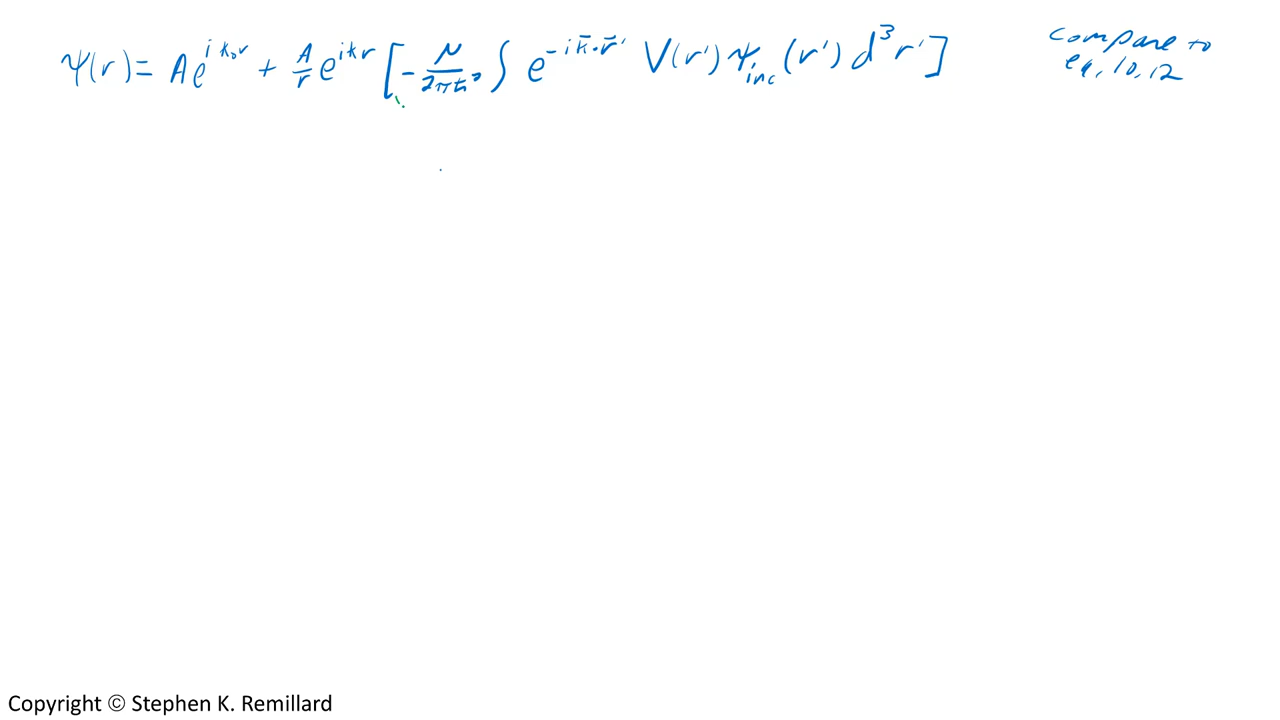 ψ(r) = Ae^{ik₀r} + A/r e^{ikr} [ - μ/2πħ² ∫ e^{-ik̄·r̄'} V(r') ψ_inc (r') d³r' ]
compare to
eq. 10.12
Copyright © Stephen K. Remillard